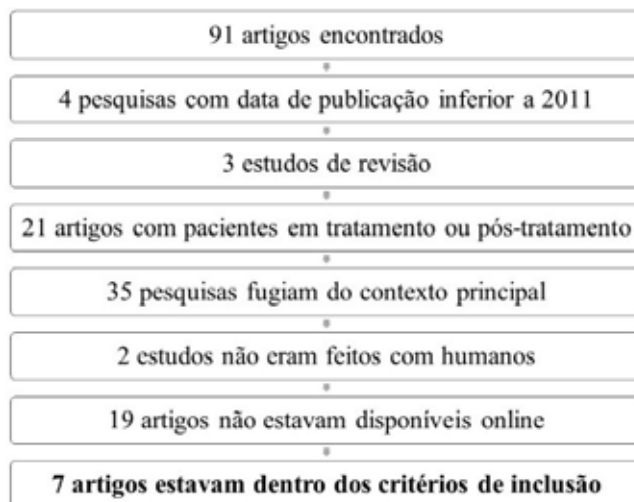 91 artigos encontrados
4 pesquisas com data de publicação inferior a 2011
3 estudos de revisão
21 artigos com pacientes em tratamento ou pós-tratamento
35 pesquisas fugiam do contexto principal
2 estudos não eram feitos com humanos
19 artigos não estavam disponíveis online
7 artigos estavam dentro dos critérios de inclusão